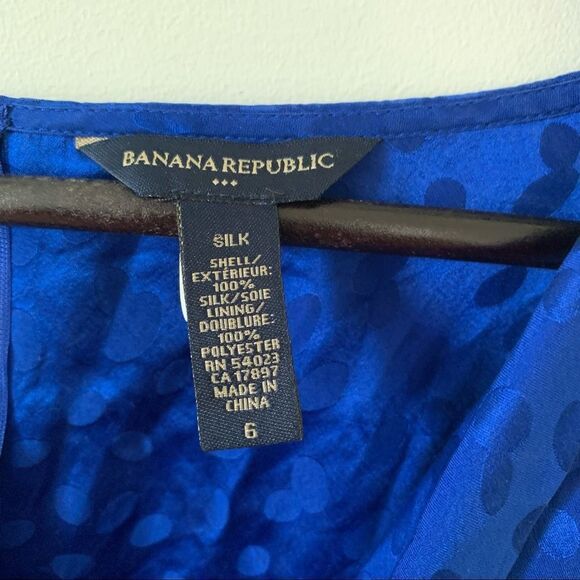 BANANA REPUBLIC
SILK
SHELL/
EXTÉRIEUR:
100%
SILK/SOIE
LINING/
DOUBLURE:
100%
POLYESTER
RN 54023
CA 17897
MADE IN
CHINA
6